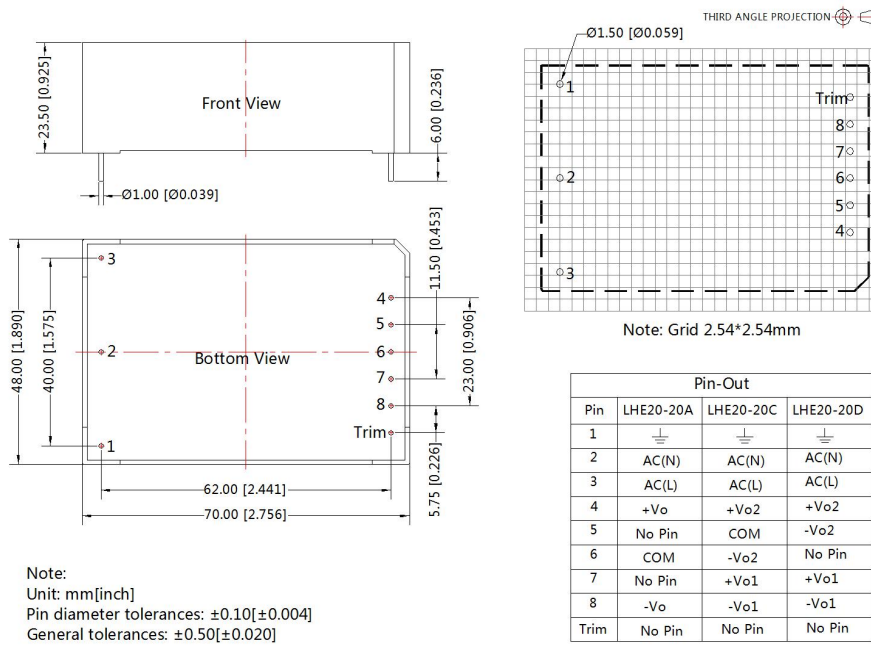 THIRD ANGLE PROJECTION
Ø1.50 [Ø0.059]
23.50 [0.925]
Front View
6.00 [0.236]
Ø1.00 [Ø0.039]
1
2
3
Trim
8
7
6
5
4
Note: Grid 2.54*2.54mm
48.00 [1.890]
40.00 [1.575]
3
2
1
Bottom View
4
5
6
7
8
Trim
11.50 [0.453]
23.00 [0.906]
5.75 [0.226]
62.00 [2.441]
70.00 [2.756]
Pin-Out
Pin LHE20-20A LHE20-20C LHE20-20D
1
2 AC(N) AC(N) AC(N)
3 AC(L) AC(L) AC(L)
4 +Vo +Vo2 +Vo2
5 No Pin COM -Vo2
6 COM -Vo2 No Pin
7 No Pin +Vo1 +Vo1
8 -Vo -Vo1 -Vo1
Trim No Pin No Pin No Pin
Note:
Unit: mm[inch]
Pin diameter tolerances: ±0.10[±0.004]
General tolerances: ±0.50[±0.020]